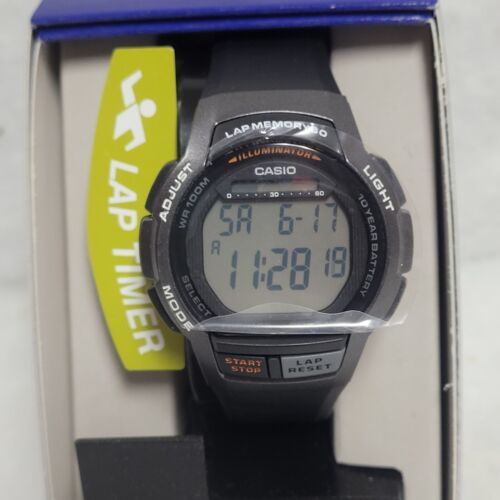 LAP TIMER
LAP MEMORY 60
ILLUMINATOR
CASIO
0 30 60
ADJUST
WR100M
LIGHT
10 YEAR BATTERY
SA 6-17
A
11:28 19
SELECT
MODE
START
STOP
LAP
RESET